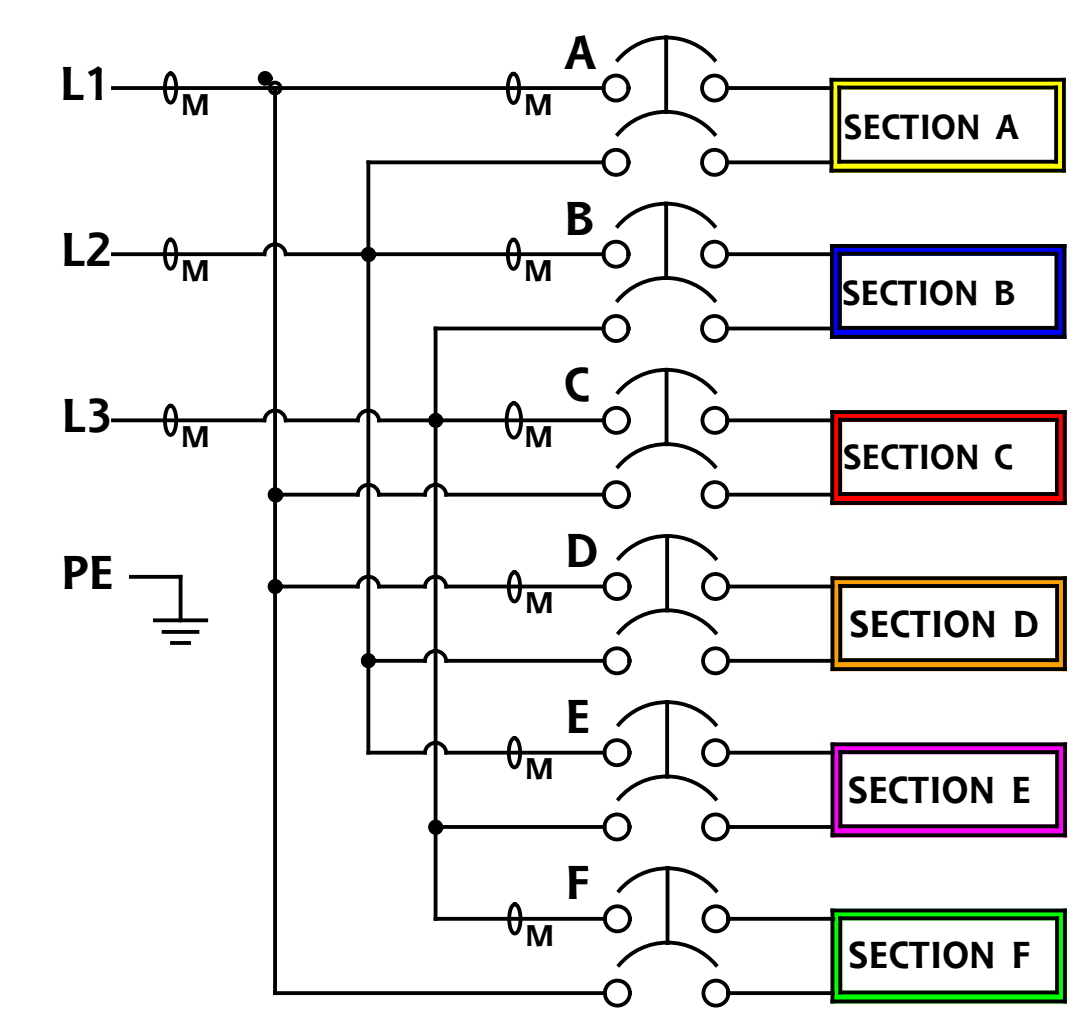 A
L1
M
M
SECTION A
B
L2
M
M
SECTION B
C
L3
M
M
SECTION C
D
PE
M
SECTION D
E
M
SECTION E
F
M
SECTION F